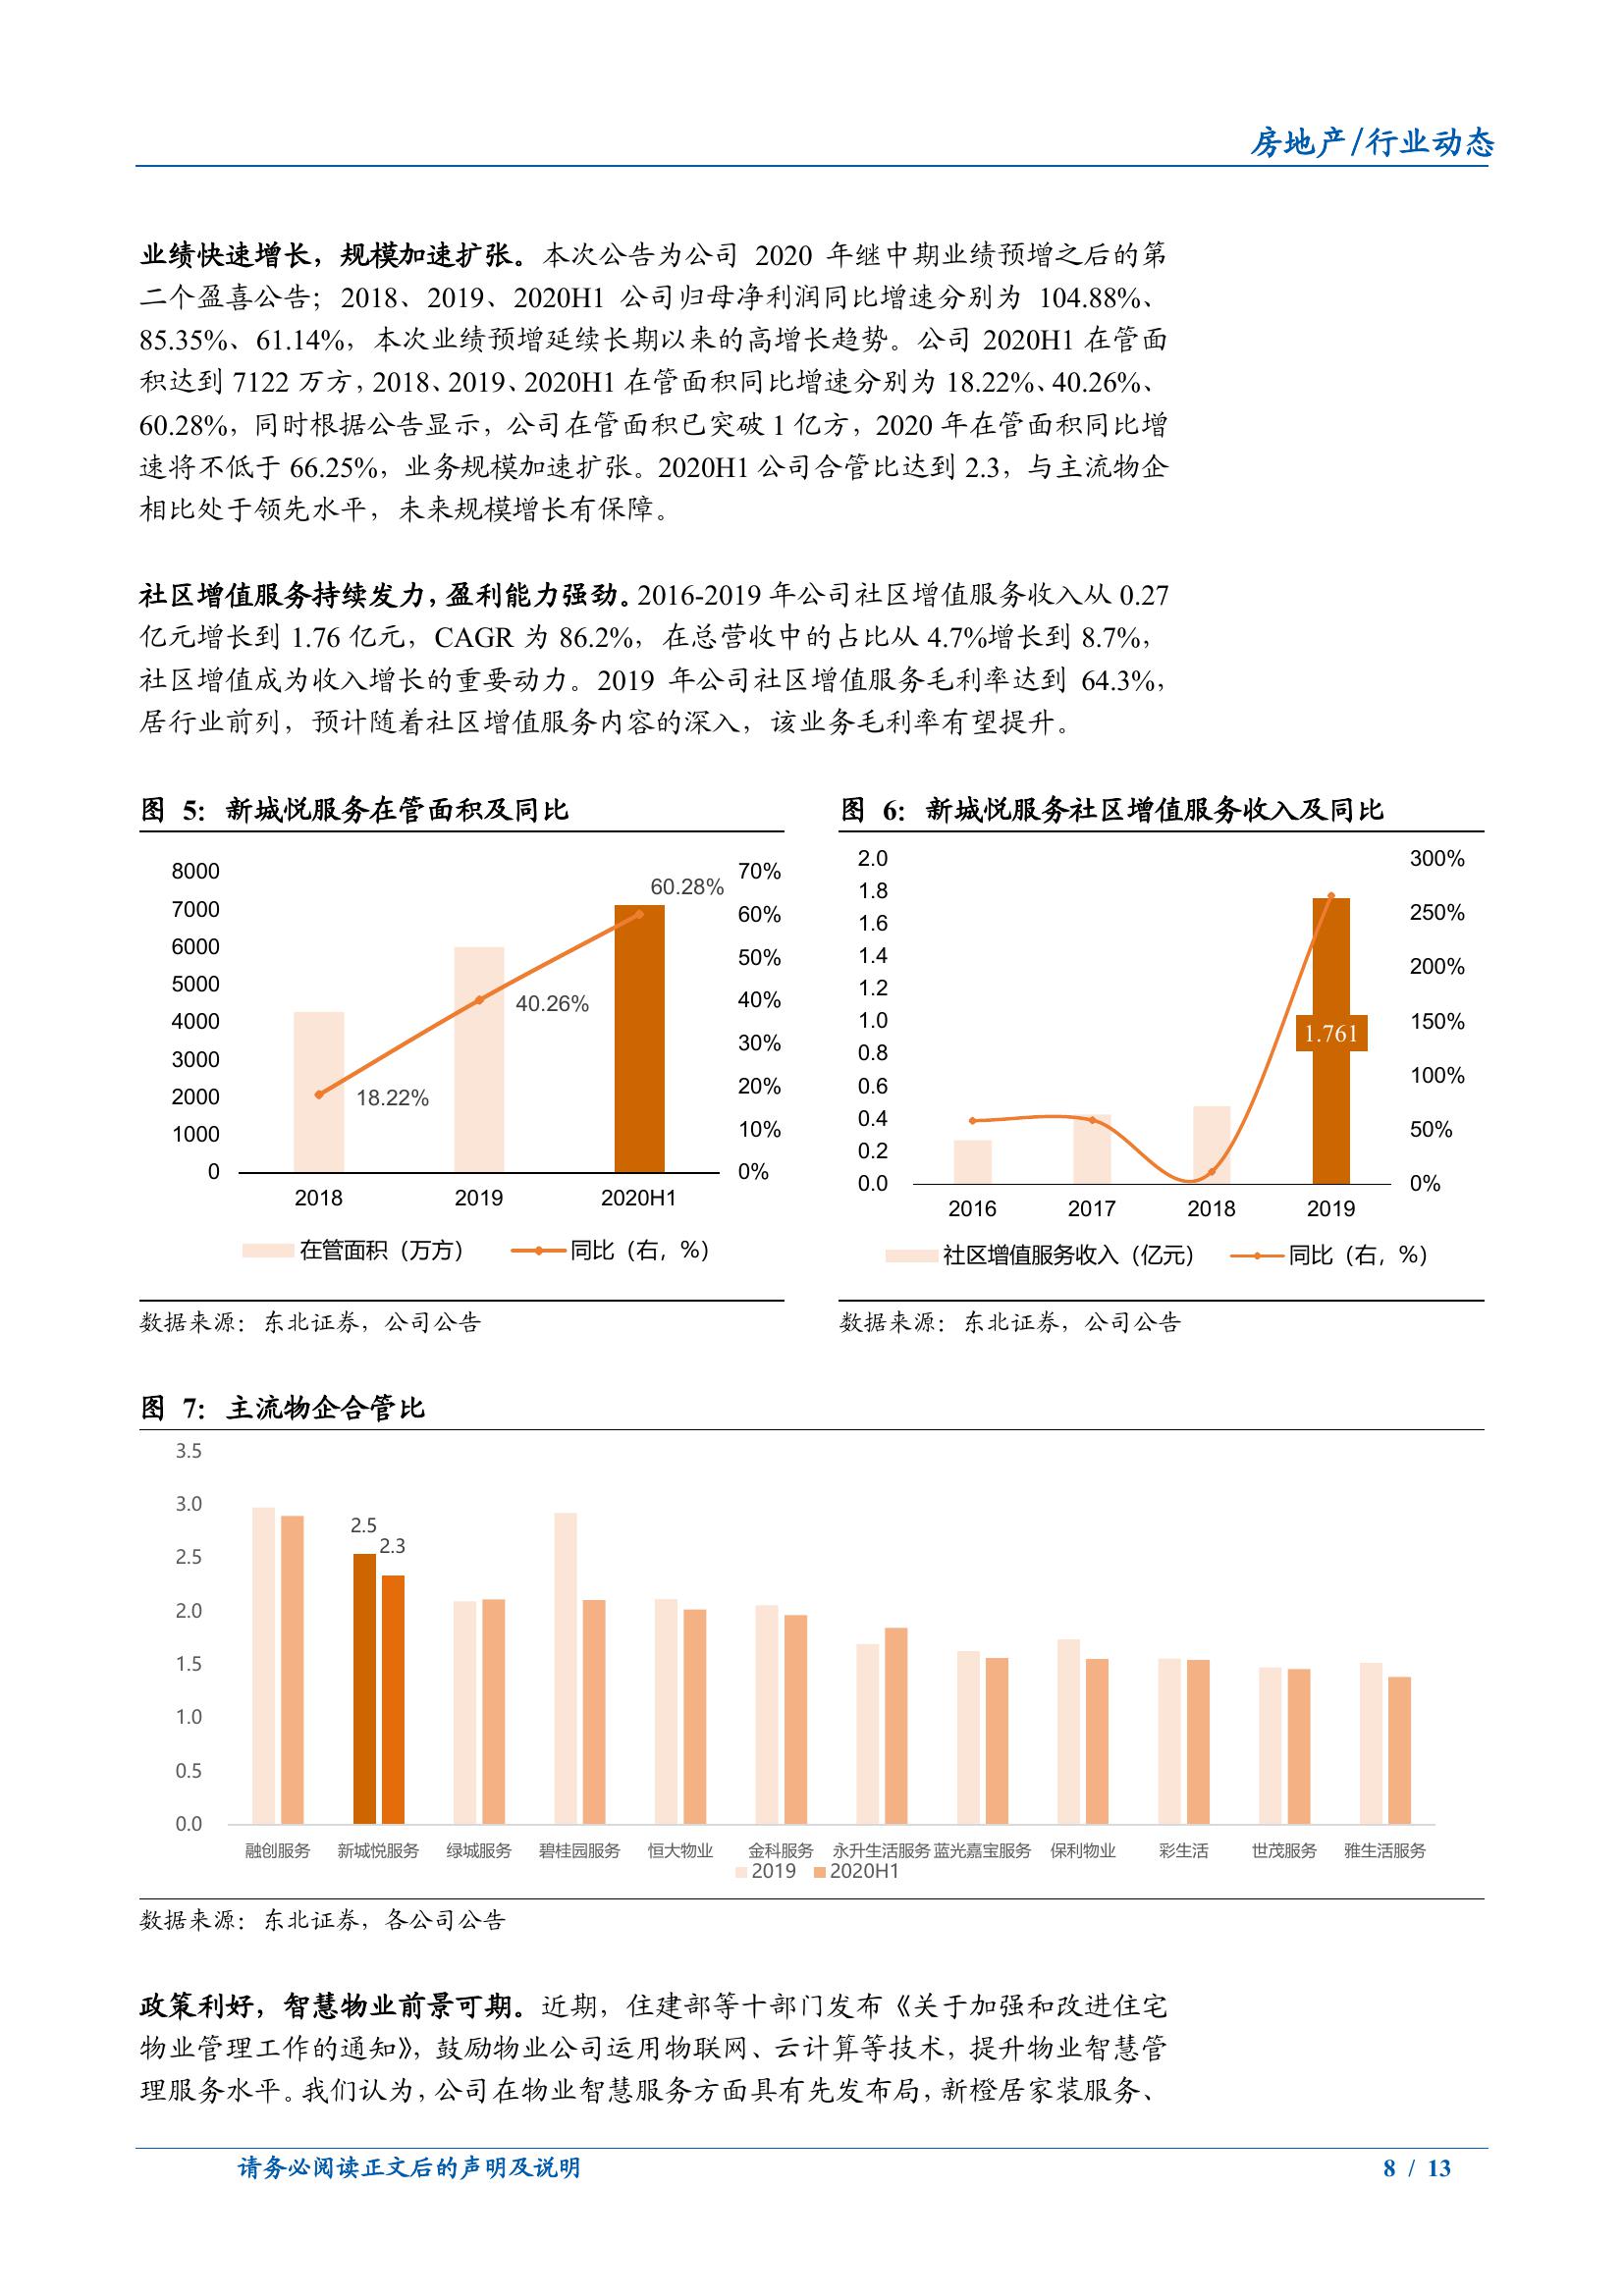 房地产/行业动态
业绩快速增长，规模加速扩张。本次公告为公司 2020 年继中期业绩预增之后的第
二个盈喜公告；2018、2019、2020H1 公司归母净利润同比增速分别为 104.88%、
85.35%、61.14%，本次业绩预增延续长期以来的高增长趋势。公司 2020H1 在管面
积达到 7122 万方，2018、2019、2020H1 在管面积同比增速分别为 18.22%、40.26%、
60.28%，同时根据公告显示，公司在管面积已突破 1 亿方，2020 年在管面积同比增
速将不低于 66.25%，业务规模加速扩张。2020H1 公司合管比达到 2.3，与主流物企
相比处于领先水平，未来规模增长有保障。
社区增值服务持续发力，盈利能力强劲。2016-2019 年公司社区增值服务收入从 0.27
亿元增长到 1.76 亿元，CAGR 为 86.2%，在总营收中的占比从 4.7%增长到 8.7%，
社区增值成为收入增长的重要动力。2019 年公司社区增值服务毛利率达到 64.3%，
居行业前列，预计随着社区增值服务内容的深入，该业务毛利率有望提升。
图 5：新城悦服务在管面积及同比
8000
7000
6000
5000
4000
3000
2000
1000
0
70%
60%
50%
40%
30%
20%
10%
0%
18.22%
40.26%
60.28%
2018 2019 2020H1
在管面积（万方） 同比（右，%）
数据来源：东北证券，公司公告
图 6：新城悦服务社区增值服务收入及同比
2.0
1.8
1.6
1.4
1.2
1.0
0.8
0.6
0.4
0.2
0.0
300%
250%
200%
150%
100%
50%
0%
1.761
2016 2017 2018 2019
社区增值服务收入（亿元） 同比（右，%）
数据来源：东北证券，公司公告
图 7：主流物企合管比
3.5
3.0
2.5
2.0
1.5
1.0
0.5
0.0
2.5
2.3
融创服务 新城悦服务 绿城服务 碧桂园服务 恒大物业 金科服务 永升生活服务 蓝光嘉宝服务 保利物业 彩生活 世茂服务 雅生活服务
2019 2020H1
数据来源：东北证券，各公司公告
政策利好，智慧物业前景可期。近期，住建部等十部门发布《关于加强和改进住宅
物业管理工作的通知》，鼓励物业公司运用物联网、云计算等技术，提升物业智慧管
理服务水平。我们认为，公司在物业智慧服务方面具有先发布局，新橙居家装服务、
请务必阅读正文后的声明及说明
8 / 13